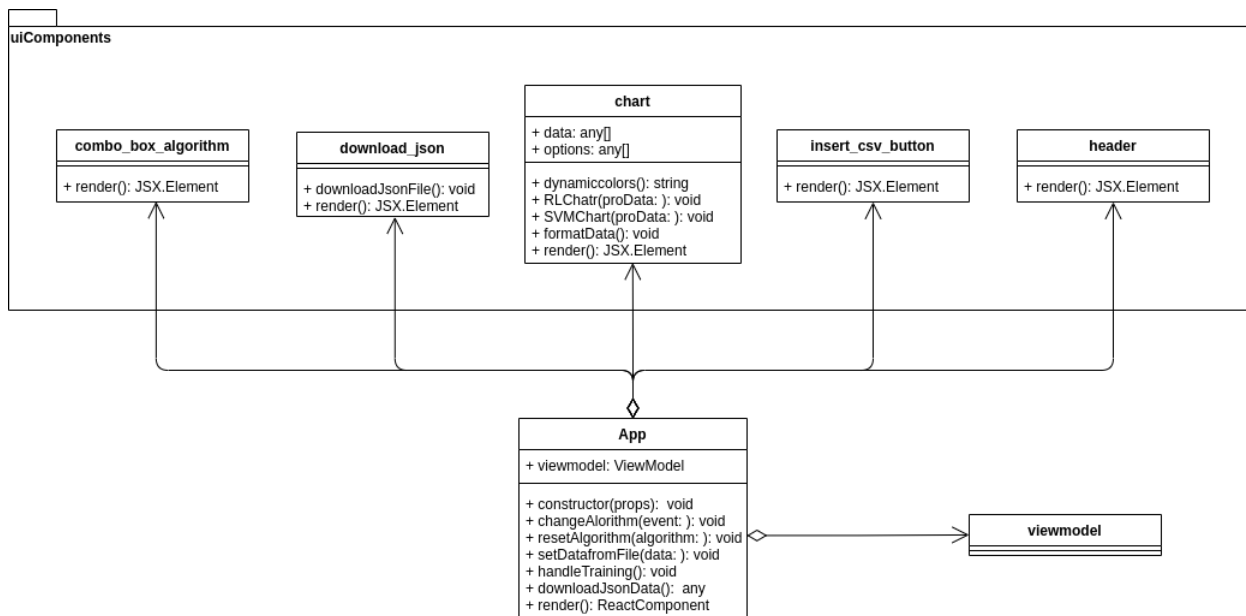 uiComponents
combo_box_algorithm
+ render(): JSX.Element
download_json
+ downloadJsonFile(): void
+ render(): JSX.Element
chart
+ data: any[]
+ options: any[]
+ dynamiccolors(): string
+ RLChatr(proData: ): void
+ SVMChart(proData: ): void
+ formatData(): void
+ render(): JSX.Element
insert_csv_button
+ render(): JSX.Element
header
+ render(): JSX.Element
App
+ viewmodel: ViewModel
+ constructor(props):  void
+ changeAlorithm(event: ): void
+ resetAlgorithm(algorithm: ): void
+ setDatafromFile(data: ): void
+ handleTraining(): void
+ downloadJsonData():  any
+ render(): ReactComponent
viewmodel